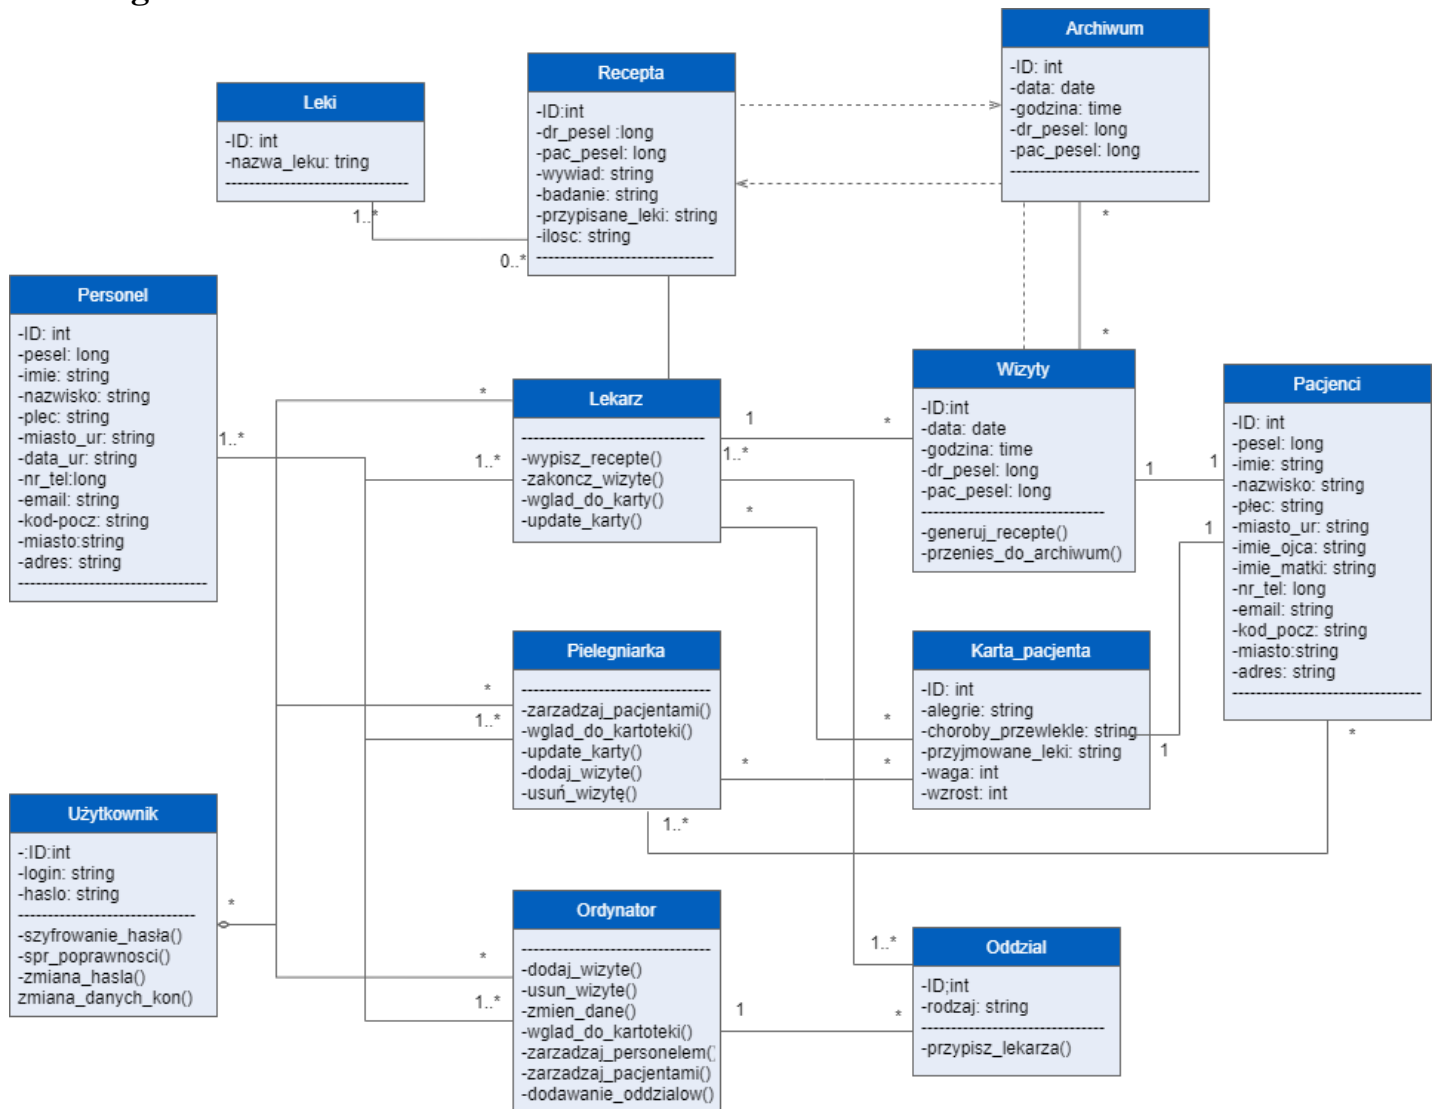 Archiwum
-ID: int
-data: date
-godzina: time
-dr_pesel: long
-pac_pesel: long
Recepta
-ID:int
-dr_pesel :long
-pac_pesel: long
-wywiad: string
-badanie: string
-przypisane_leki: string
-ilosc: string
Leki
-ID: int
-nazwa_leku: tring
1..*
0..*
*
*
Personel
-ID: int
-pesel: long
-imie: string
-nazwisko: string
-plec: string
-miasto_ur: string
-data_ur: string
-nr_tel:long
-email: string
-kod-pocz: string
-miasto:string
-adres: string
1..*
*
1..*
Lekarz
-wypisz_recepte()
-zakoncz_wizyte()
-wglad_do_karty()
-update_karty()
1
1..*
*
*
Wizyty
-ID:int
-data: date
-godzina: time
-dr_pesel: long
-pac_pesel: long
-generuj_recepte()
-przenies_do_archiwum()
1
1
1
Pacjenci
-ID: int
-pesel: long
-imie: string
-nazwisko: string
-płec: string
-miasto_ur: string
-imie_ojca: string
-imie_matki: string
-nr_tel: long
-email: string
-kod_pocz: string
-miasto:string
-adres: string
*
*
1..*
Pielegniarka
-zarzadzaj_pacjentami()
-wglad_do_kartoteki()
-update_karty()
-dodaj_wizyte()
-usuń_wizytę()
*
1..*
*
*
Karta_pacjenta
-ID: int
-alegrie: string
-choroby_przewlekle: string
-przyjmowane_leki: string
-waga: int
-wzrost: int
1
Użytkownik
-:ID:int
-login: string
-haslo: string
-szyfrowanie_hasła()
-spr_poprawnosci()
-zmiana_hasla()
zmiana_danych_kon()
*
*
1..*
Ordynator
-dodaj_wizyte()
-usun_wizyte()
-zmien_dane()
-wglad_do_kartoteki()
-zarzadzaj_personelem()
-zarzadzaj_pacjentami()
-dodawanie_oddzialow()
1
*
1..*
Oddzial
-ID;int
-rodzaj: string
-przypisz_lekarza()